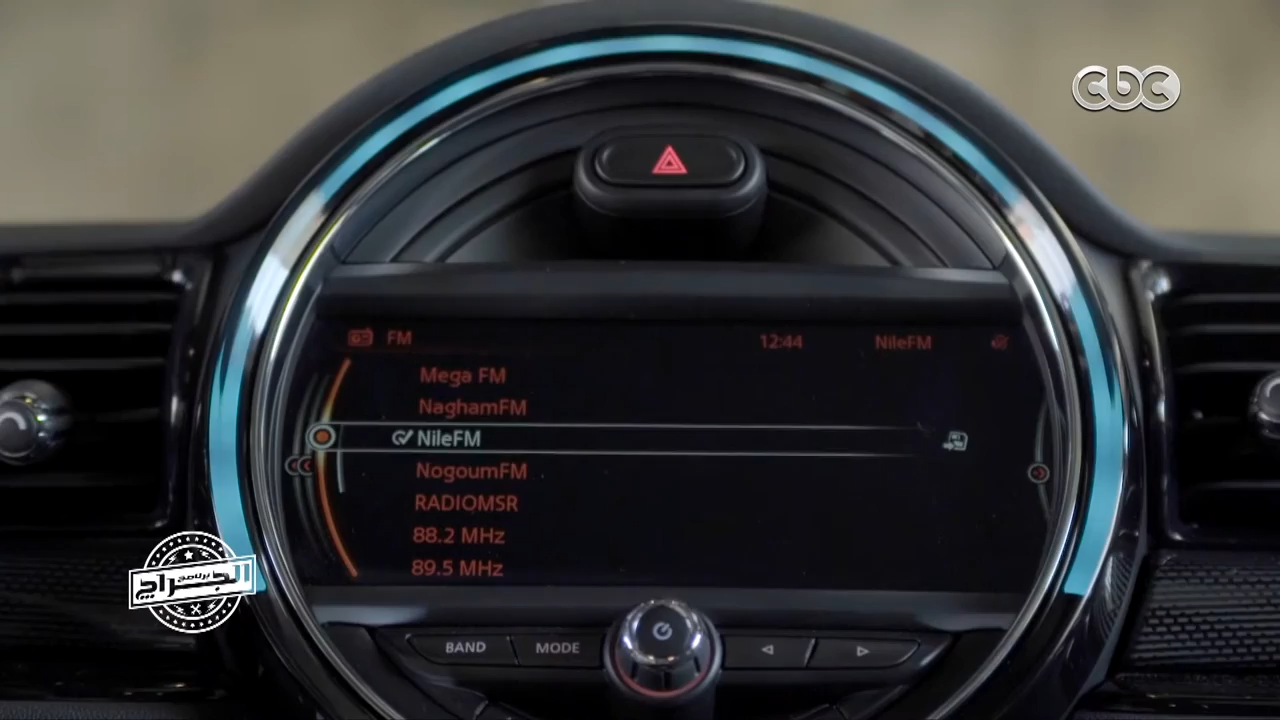 cbc
FM 12:44 NileFM
Mega FM
NaghamFM
NileFM
NogoumFM
RADIOMSR
88.2 MHz
89.5 MHz
برنامج
الجراج
BAND MODE